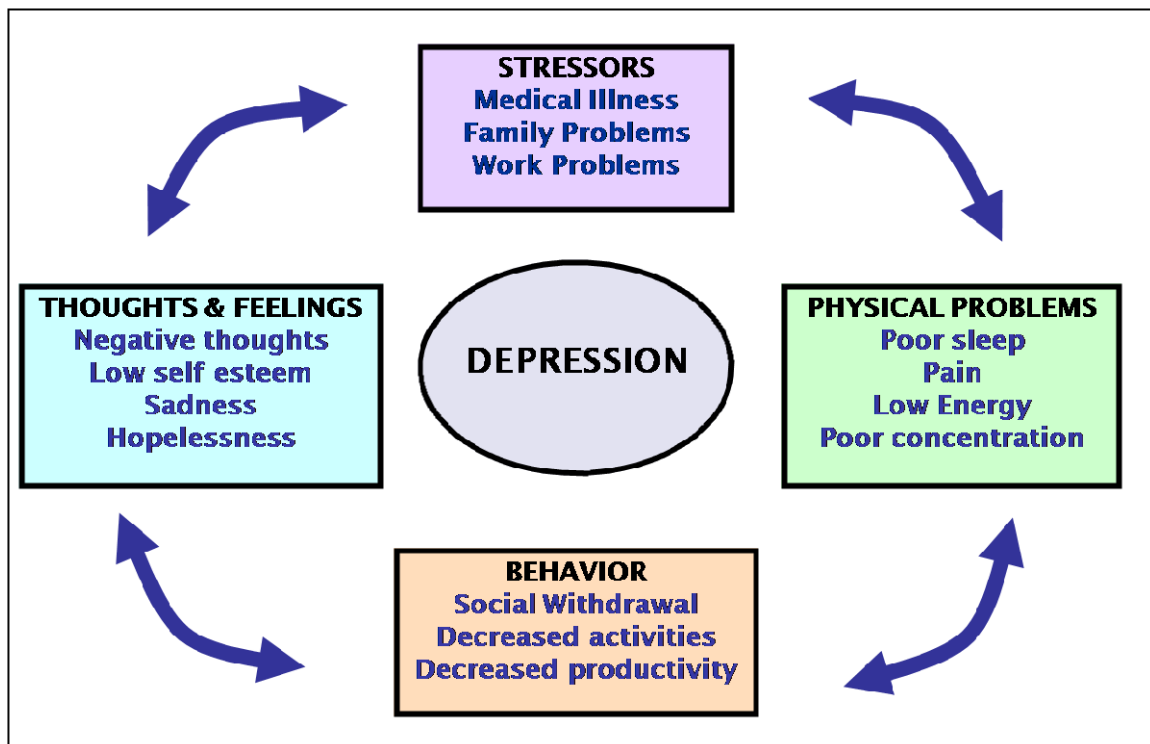 STRESSORS
Medical Illness
Family Problems
Work Problems
THOUGHTS & FEELINGS
Negative thoughts
Low self esteem
Sadness
Hopelessness
DEPRESSION
PHYSICAL PROBLEMS
Poor sleep
Pain
Low Energy
Poor concentration
BEHAVIOR
Social Withdrawal
Decreased activities
Decreased productivity